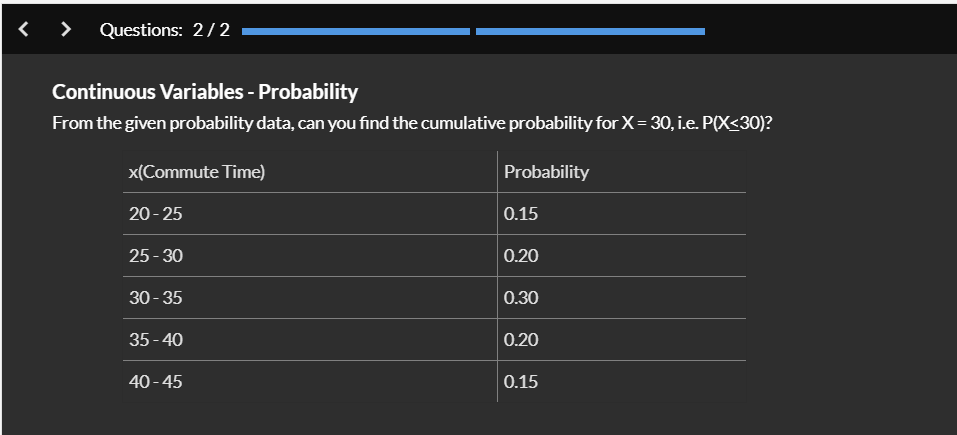 Questions: 2 / 2
Continuous Variables - Probability
From the given probability data, can you find the cumulative probability for X = 30, i.e. P(X≤30)?
x(Commute Time) Probability
20 - 25 0.15
25 - 30 0.20
30 - 35 0.30
35 - 40 0.20
40 - 45 0.15